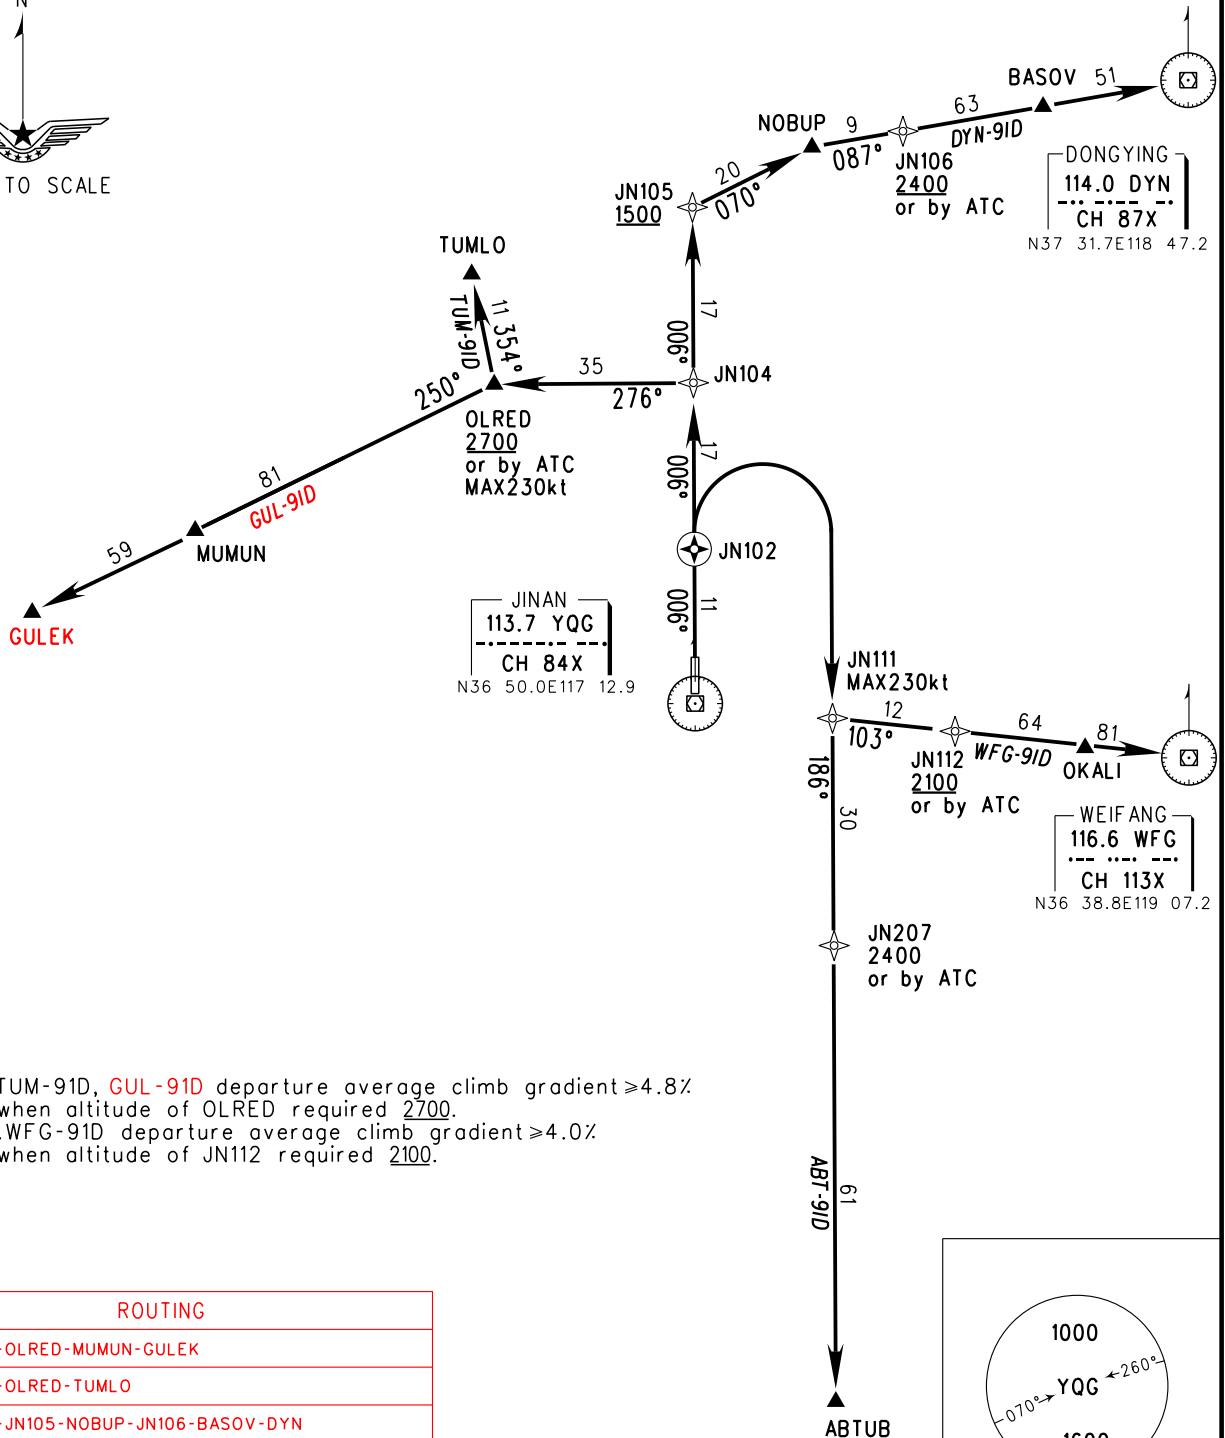 N
TO SCALE
BASOV
51
63
DYN-91D
NOBUP
9
087°
JN106
2400
or by ATC
DONGYING
114.0 DYN
CH 87X
N37 31.7E118 47.2
20
070°
JN105
1500
TUMLO
11 354°
TUM-91D
17
006°
35
276°
JN104
250°
OLRED
2700
or by ATC
MAX230kt
17
006°
81
GUL-91D
MUMUN
59
GULEK
JN102
JINAN
113.7 YQG
CH 84X
N36 50.0E117 12.9
11
006°
JN111
MAX230kt
12
103°
64
WFG-91D
81
JN112
2100
or by ATC
OKALI
186°
30
WEIFANG
116.6 WFG
CH 113X
N36 38.8E119 07.2
JN207
2400
or by ATC
TUM-91D, GUL-91D departure average climb gradient≥4.8%
when altitude of OLRED required 2700.
.WFG-91D departure average climb gradient≥4.0%
when altitude of JN112 required 2100.
ABT-91D
61
ROUTING
-OLRED-MUMUN-GULEK
-OLRED-TUMLO
-JN105-NOBUP-JN106-BASOV-DYN
1000
260°
YQG
070°
1600
ABTUB